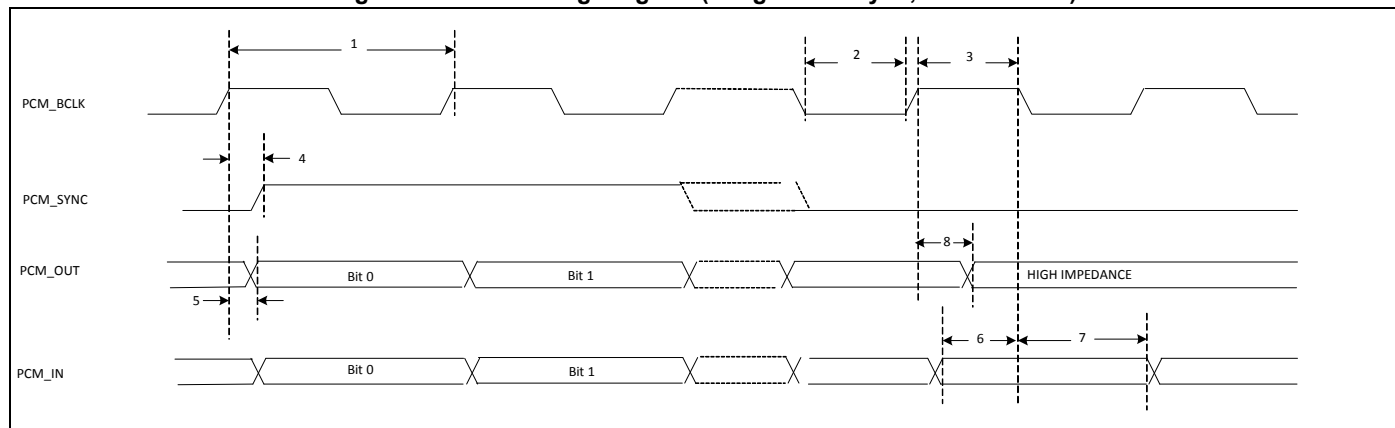 1
2
3
PCM_BCLK
4
PCM_SYNC
8
PCM_OUT
Bit 0
Bit 1
HIGH IMPEDANCE
5
6
7
PCM_IN
Bit 0
Bit 1